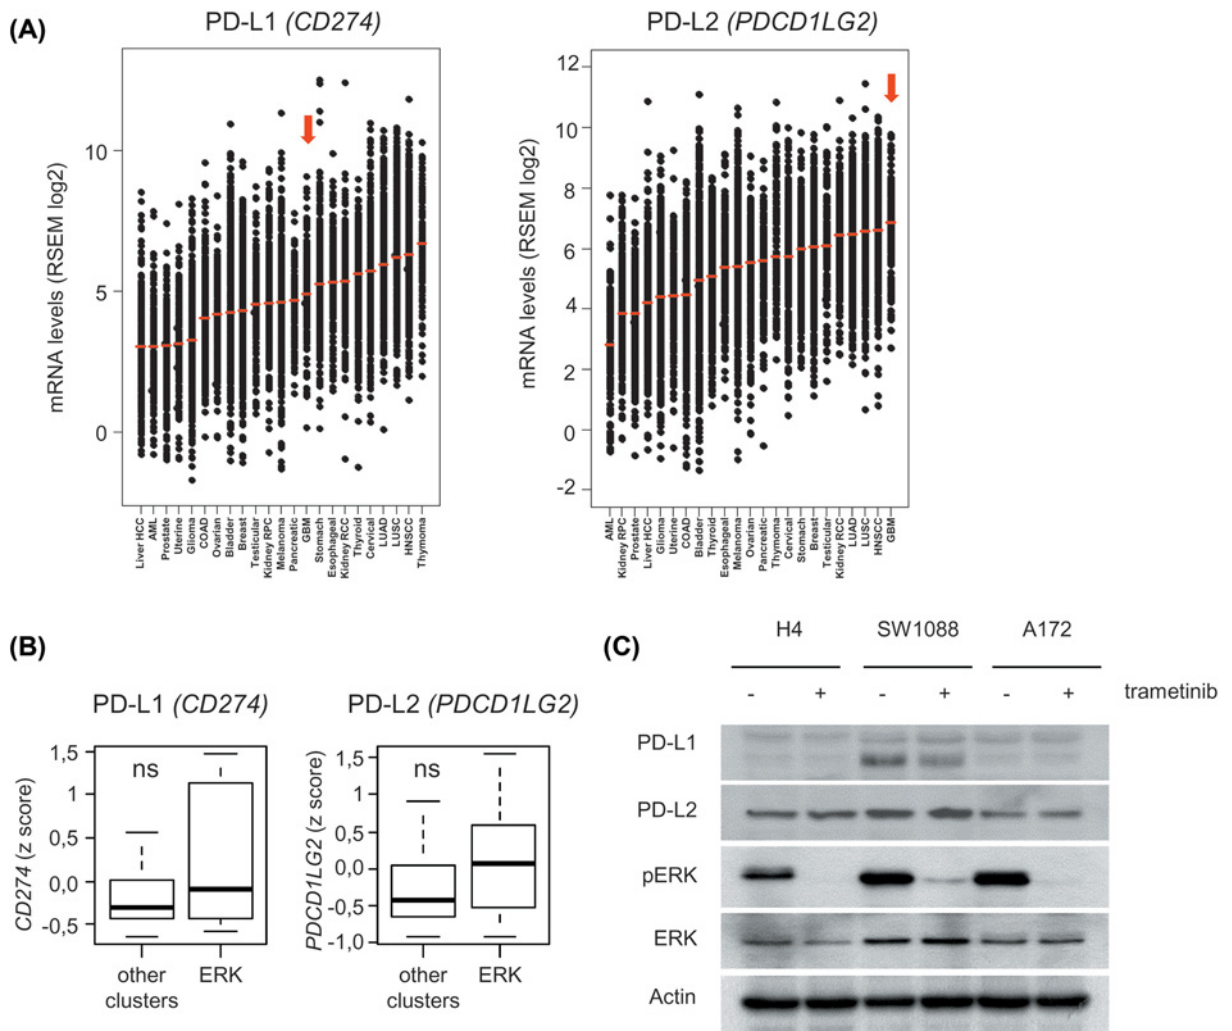 (A)
PD-L1 (CD274)
PD-L2 (PDCD1LG2)
mRNA levels (RSEM log2)
10
5
0
Liver HCC
AML
Prostate
Uterine
Glioma
COAD
Ovarian
Bladder
Breast
Testicular
Kidney RPC
Melanoma
Pancreatic
GBM
Stomach
Esophageal
Kidney RCC
Thyroid
Cervical
LUAD
LUSC
HNSCC
Thymoma
mRNA levels (RSEM log2)
12
10
8
6
4
2
0
-2
AML
Kidney RPC
Prostate
Liver HCC
Glioma
Uterine
COAD
Bladder
Thyroid
Esophageal
Melanoma
Ovarian
Pancreatic
Thymoma
Cervical
Stomach
Breast
Testicular
Kidney RCC
LUAD
LUSC
HNSCC
GBM
(B)
PD-L1 (CD274)
CD274 (z score)
1,5
1,0
0,5
0,0
-0,5
ns
other
clusters
ERK
PD-L2 (PDCD1LG2)
PDCD1LG2 (z score)
1,5
1,0
0,5
0,0
-0,5
-1,0
ns
other
clusters
ERK
(C)
H4 SW1088 A172
- + - + - + trametinib
PD-L1
PD-L2
pERK
ERK
Actin